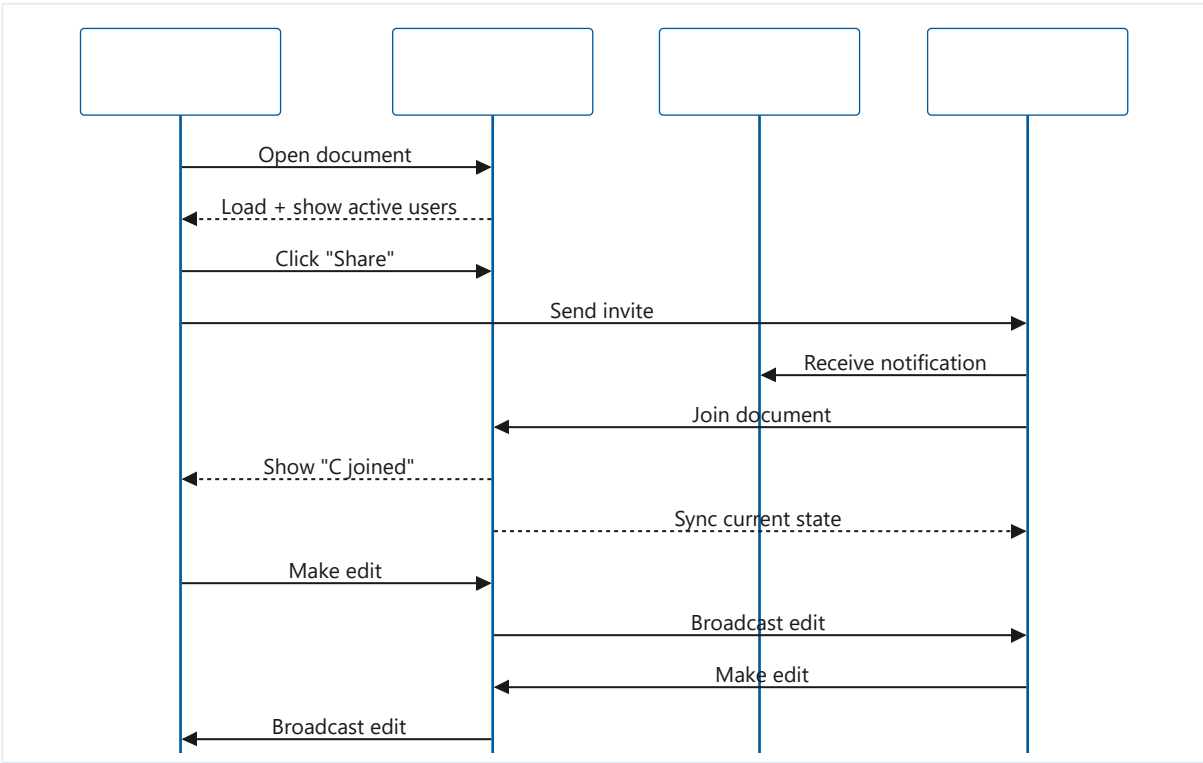 Open document
Load + show active users
Click "Share"
Send invite
Receive notification
Join document
Show "C joined"
Sync current state
Make edit
Broadcast edit
Make edit
Broadcast edit